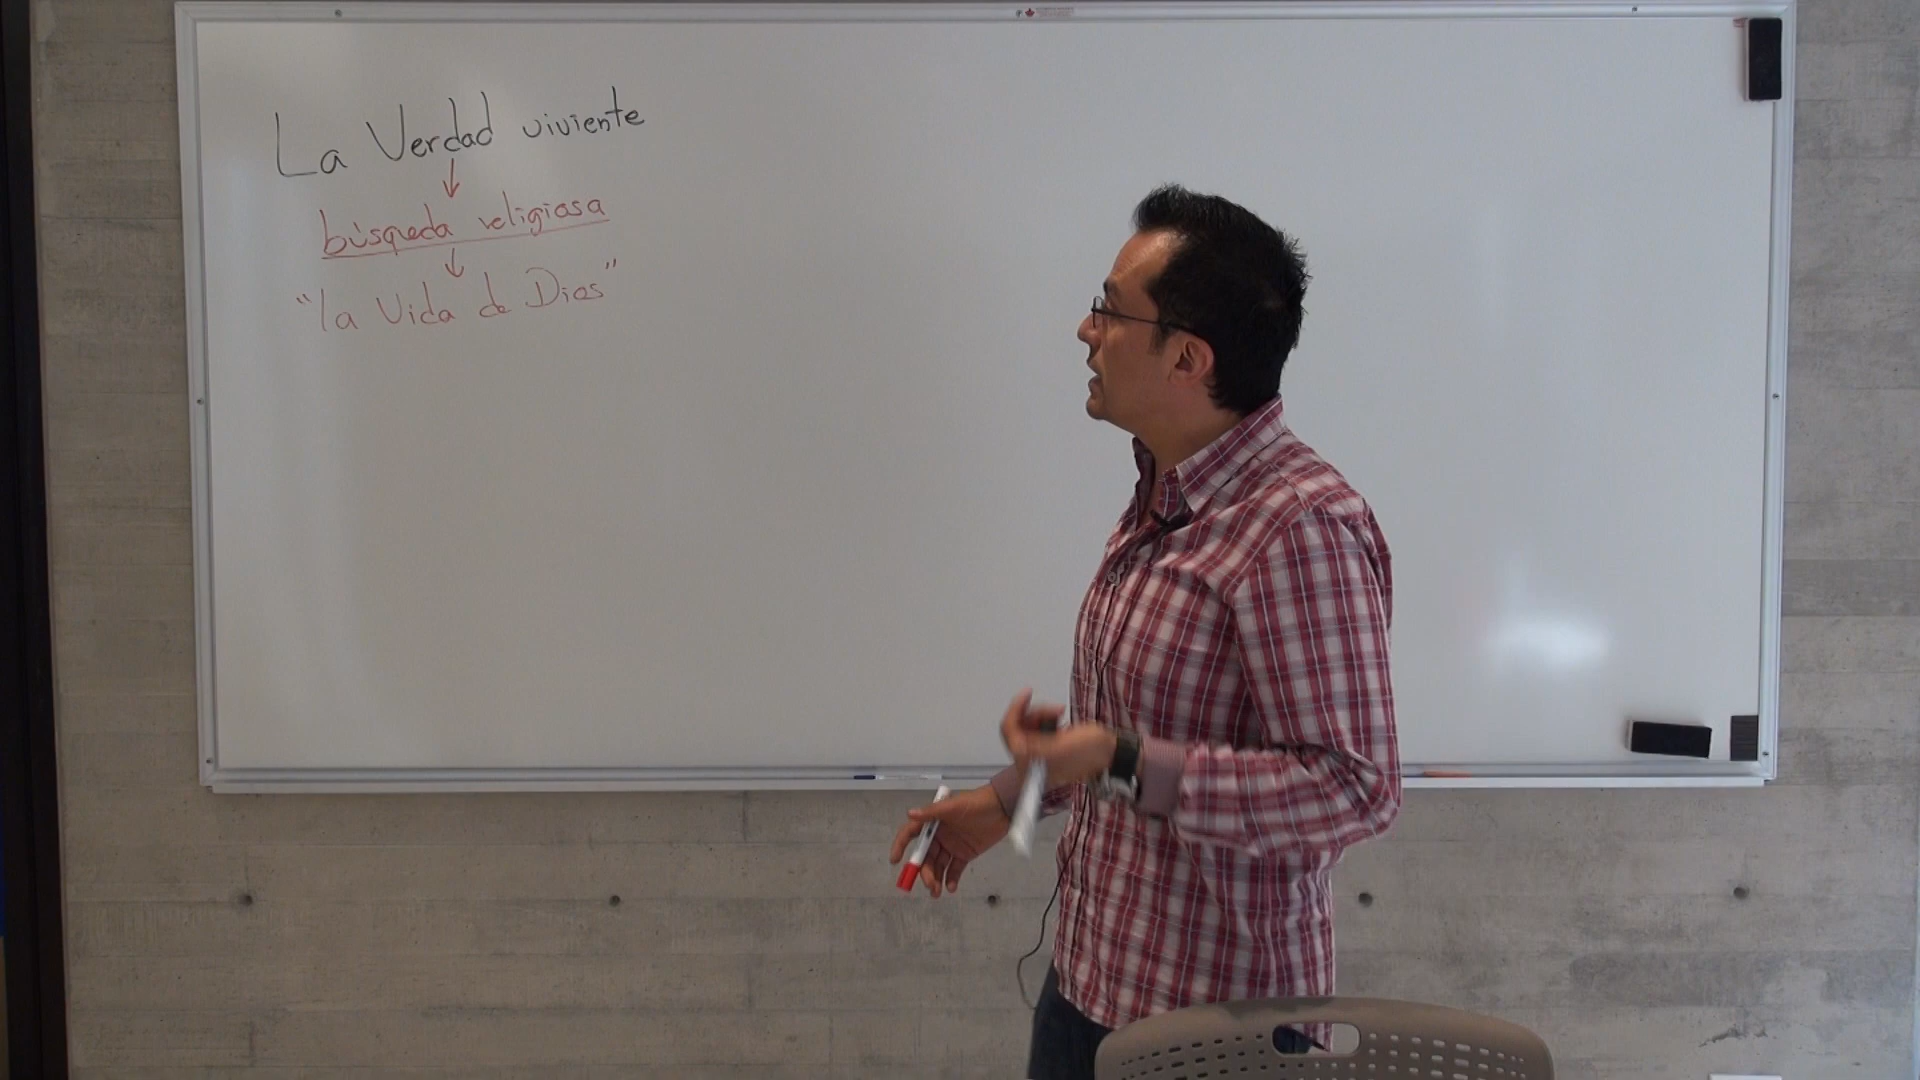 La Verdad viviente
búsqueda religiosa
"la Vida de Dios"